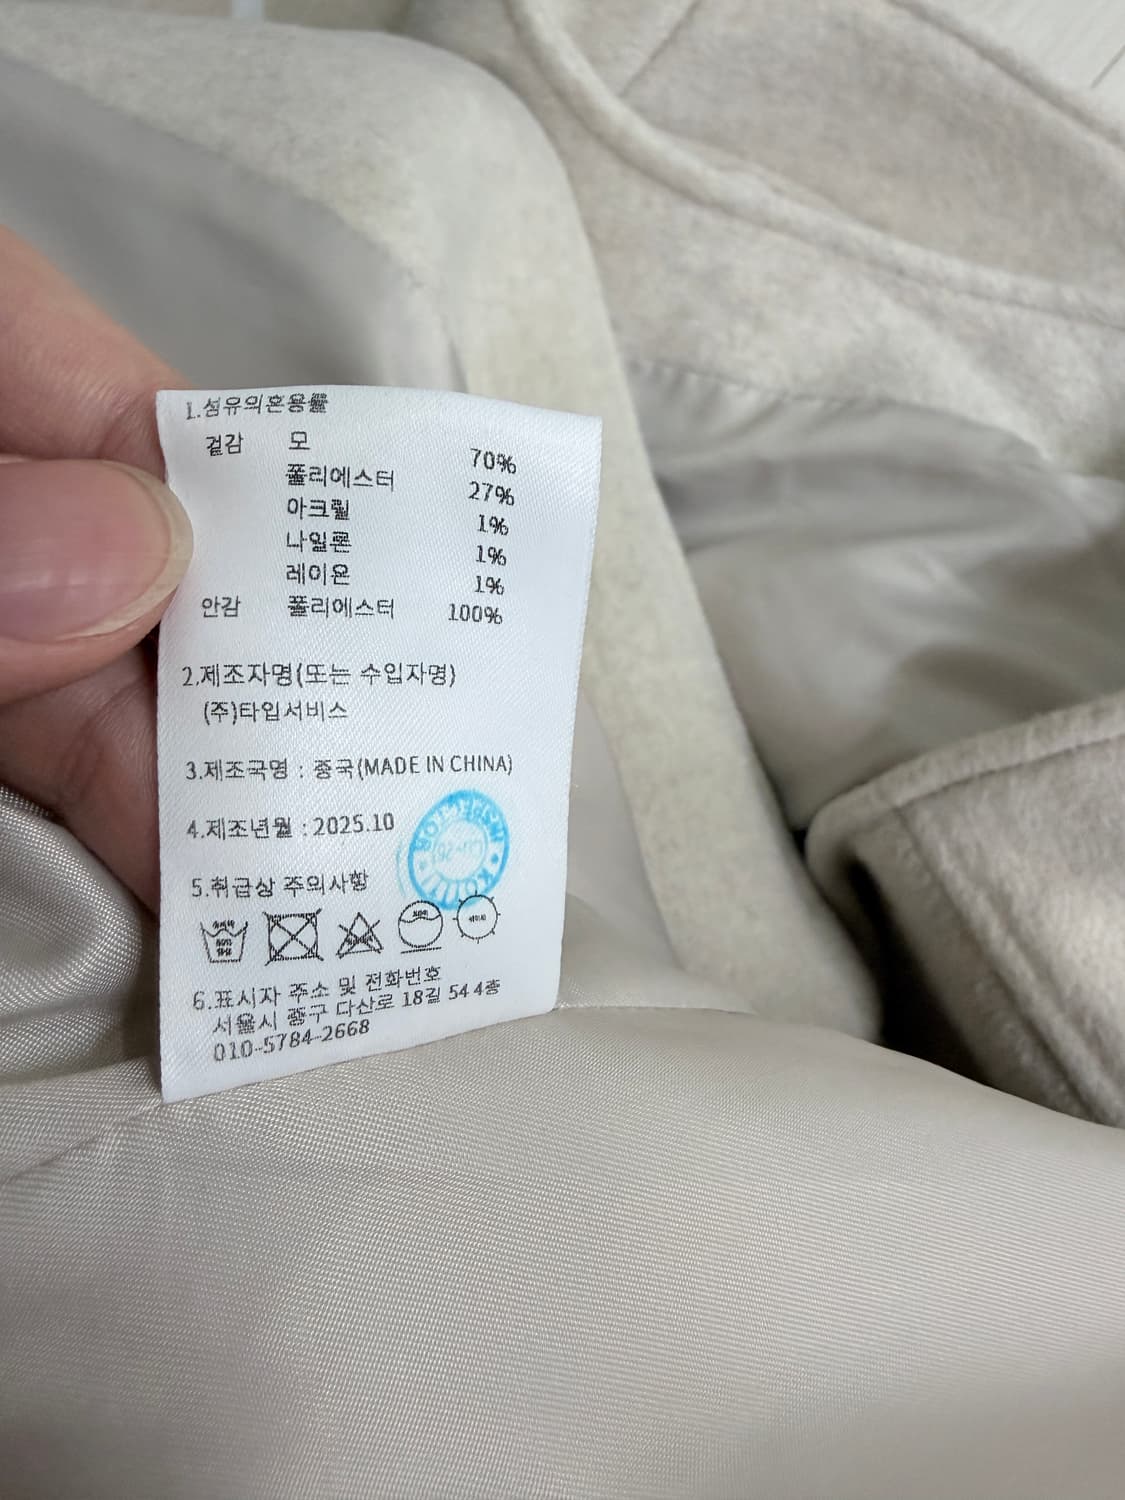 1.섬유의혼용률
겉감 모 70%
폴리에스터 27%
아크릴 1%
나일론 1%
레이온 1%
안감 폴리에스터 100%
2.제조자명(또는 수입자명)
(주)타임서비스
3.제조국명 : 중국(MADE IN CHINA)
4.제조년월 : 2025.10
5.취급상 주의사항
6.표시자 주소 및 전화번호
서울시 중구 다산로 18길 54 4층
010-5784-2668